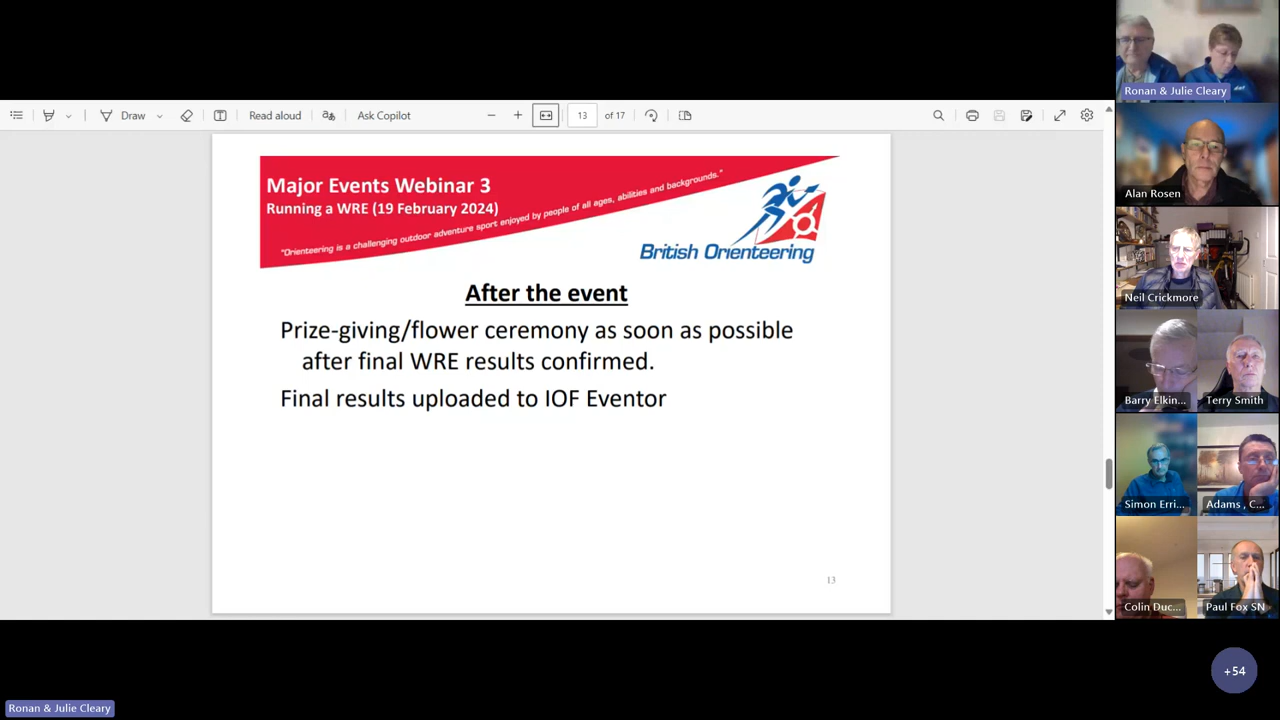 Draw
Read aloud
Ask Copilot
13
of 17
Major Events Webinar 3
Running a WRE (19 February 2024)
"Orienteering is a challenging outdoor adventure sport enjoyed by people of all ages, abilities and backgrounds."
British Orienteering
After the event
Prize-giving/flower ceremony as soon as possible
after final WRE results confirmed.
Final results uploaded to IOF Eventor
13
Ronan & Julie Cleary
Alan Rosen
Neil Crickmore
Barry Elkin...
Terry Smith
Simon Erri...
Adams , C...
Colin Duc...
Paul Fox SN
+54
Ronan & Julie Cleary